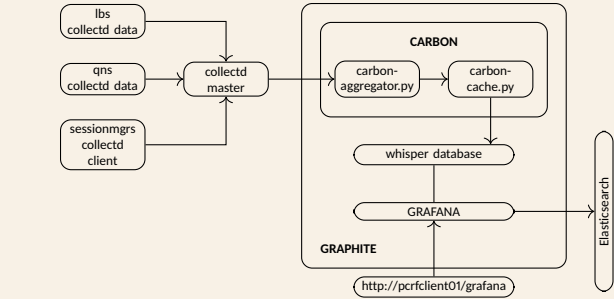 lbs
collectd data
qns
collectd data
sessionmgrs
collectd
client
collectd
master
CARBON
carbon-
aggregator.py
carbon-
cache.py
whisper database
GRAFANA
GRAPHITE
http://pcrfclient01/grafana
Elasticsearch